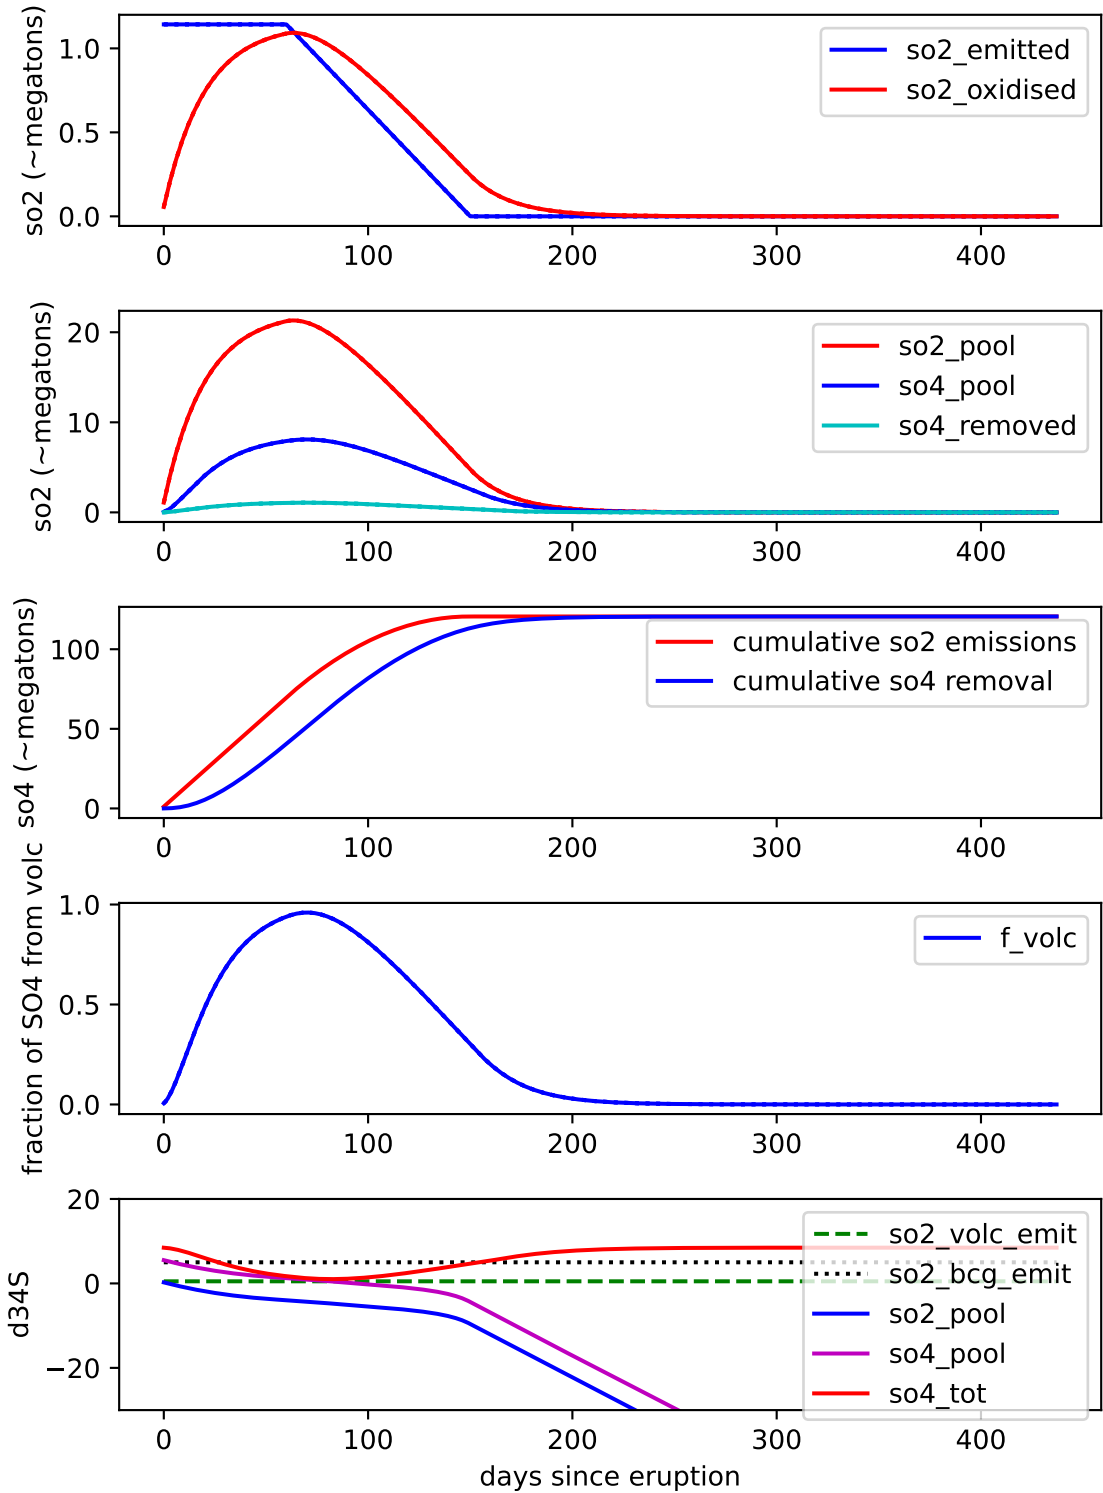 so2 (~megatons)
1.0
0.5
0.0
so2_emitted
so2_oxidised
0 100 200 300 400
so2 (~megatons)
20
10
0
so2_pool
so4_pool
so4_removed
0 100 200 300 400
so4 (~megatons)
100
50
0
cumulative so2 emissions
cumulative so4 removal
0 100 200 300 400
fraction of SO4 from volc
1.0
0.5
0.0
f_volc
0 100 200 300 400
d34S
20
0
−20
so2_volc_emit
so2_bcg_emit
so2_pool
so4_pool
so4_tot
0 100 200 300 400
days since eruption